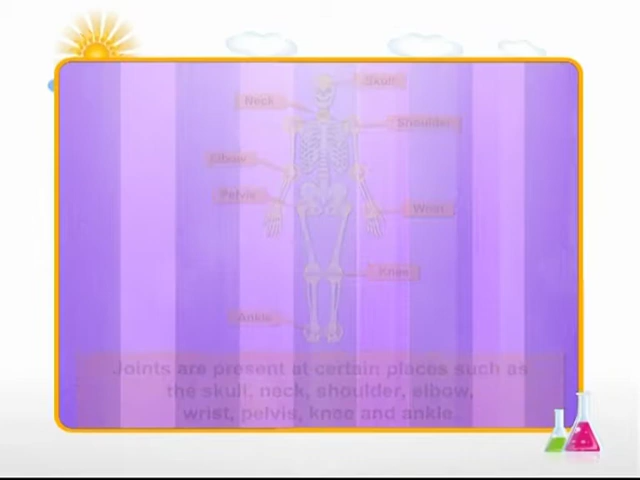 Skull
Neck
Shoulder
Elbow
Pelvis
Wrist
Knee
Ankle
Joints are present at certain places such as
the skull, neck, shoulder, elbow,
wrist, pelvis, knee and ankle.